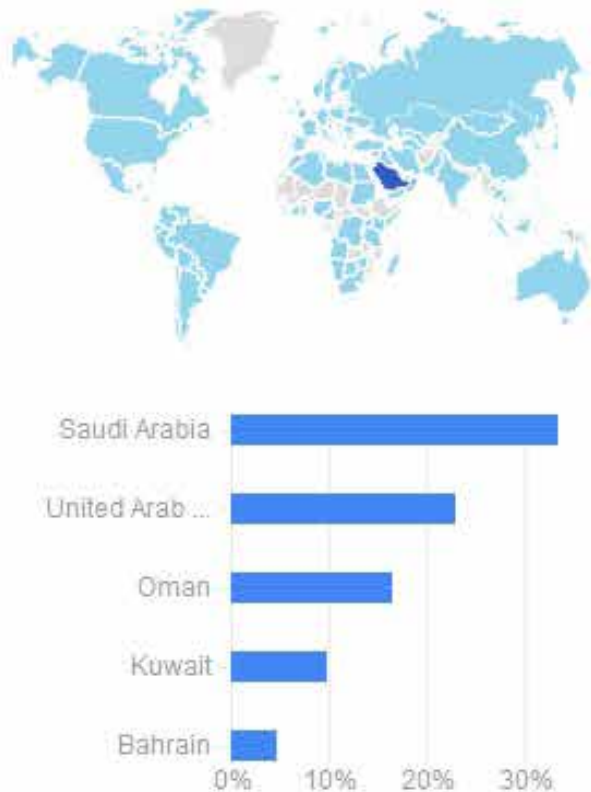 Saudi Arabia
United Arab ...
Oman
Kuwait
Bahrain
0% 10% 20% 30%